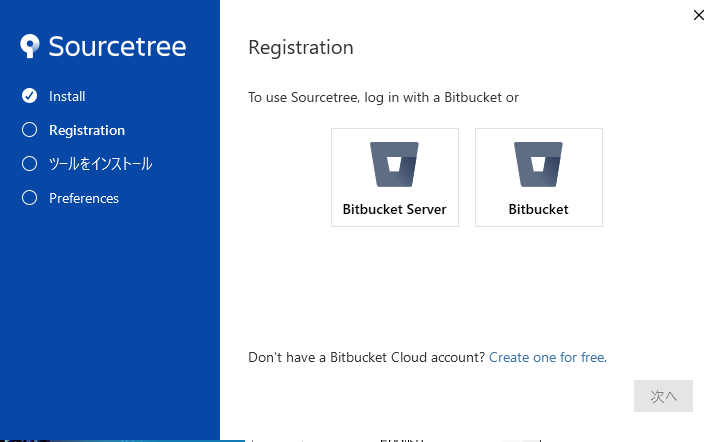 Sourcetree
Install
Registration
ツールをインストール
Preferences
Registration
To use Sourcetree, log in with a Bitbucket or
Bitbucket Server
Bitbucket
Don't have a Bitbucket Cloud account? Create one for free.
次へ